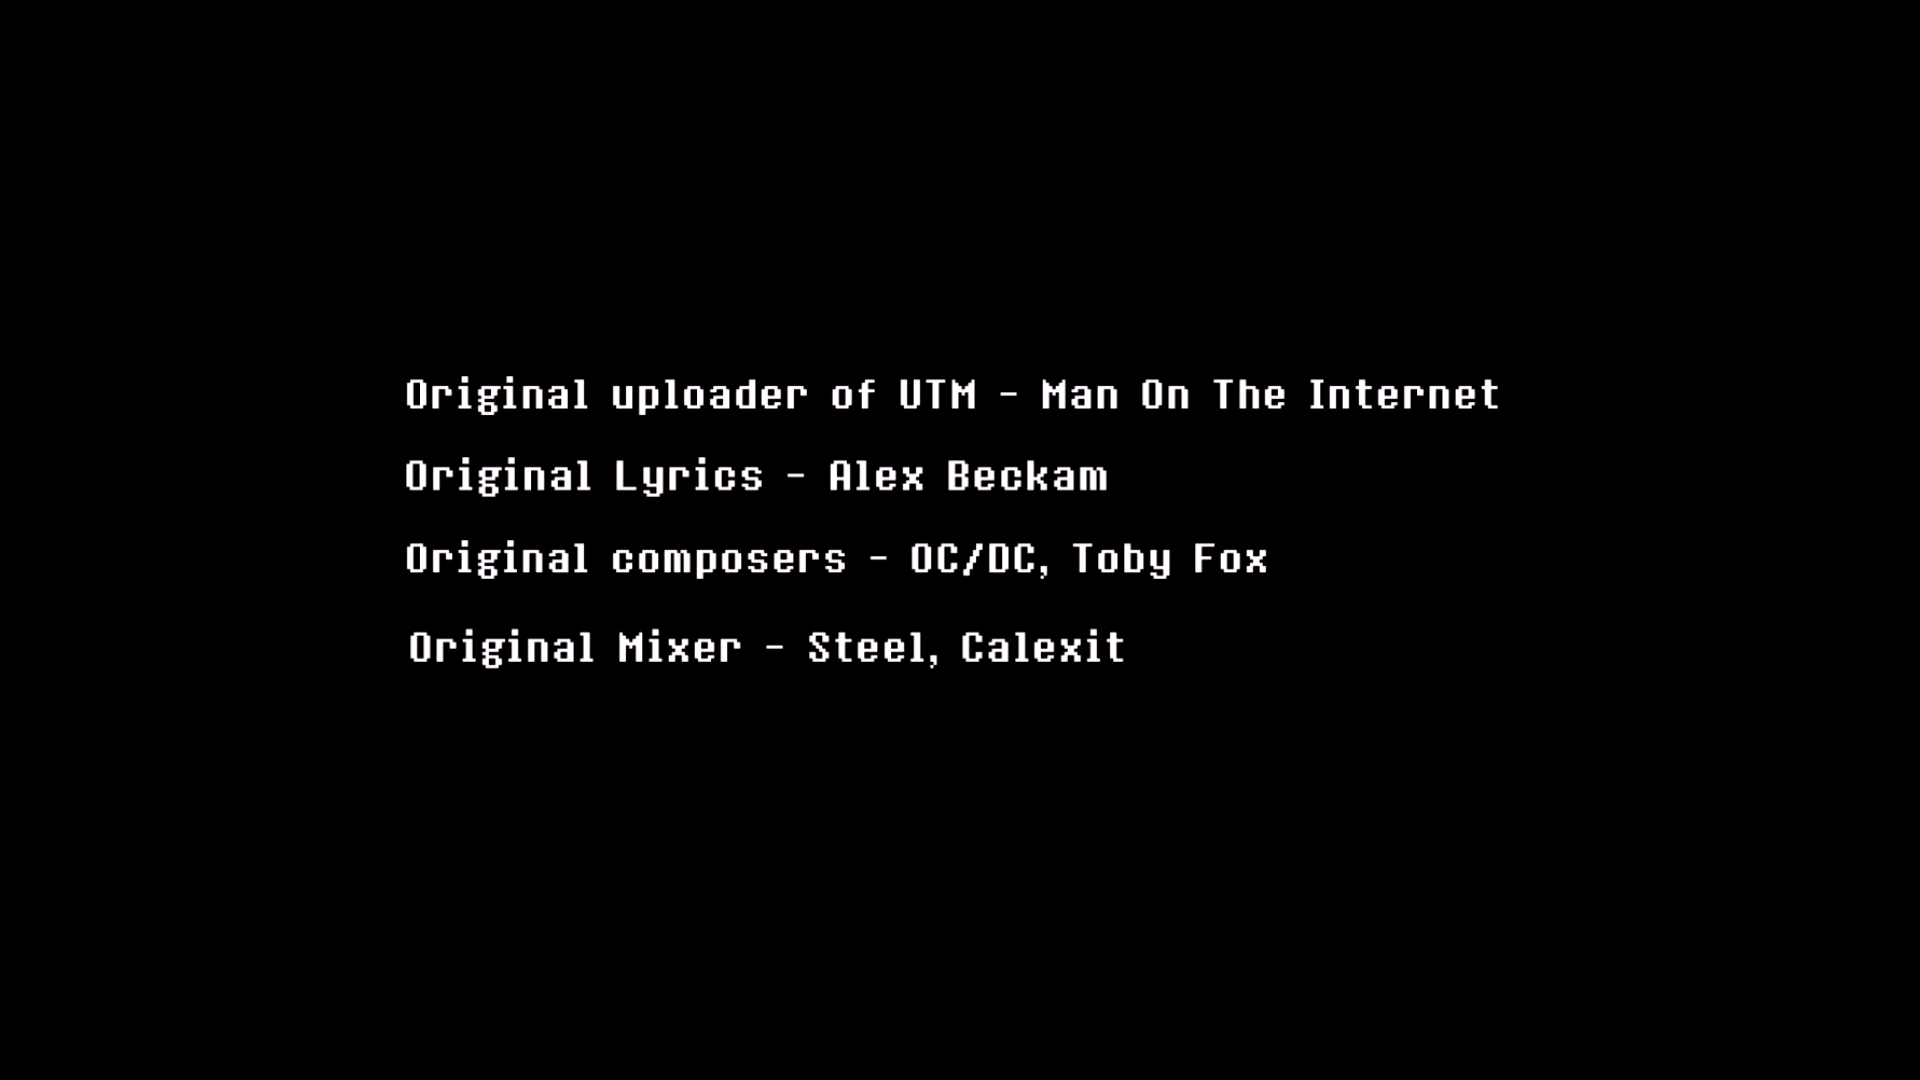 Original uploader of UTM - Man On The Internet
Original Lyrics - Alex Beckam
Original composers - OC/DC, Toby Fox
Original Mixer - Steel, Calexit